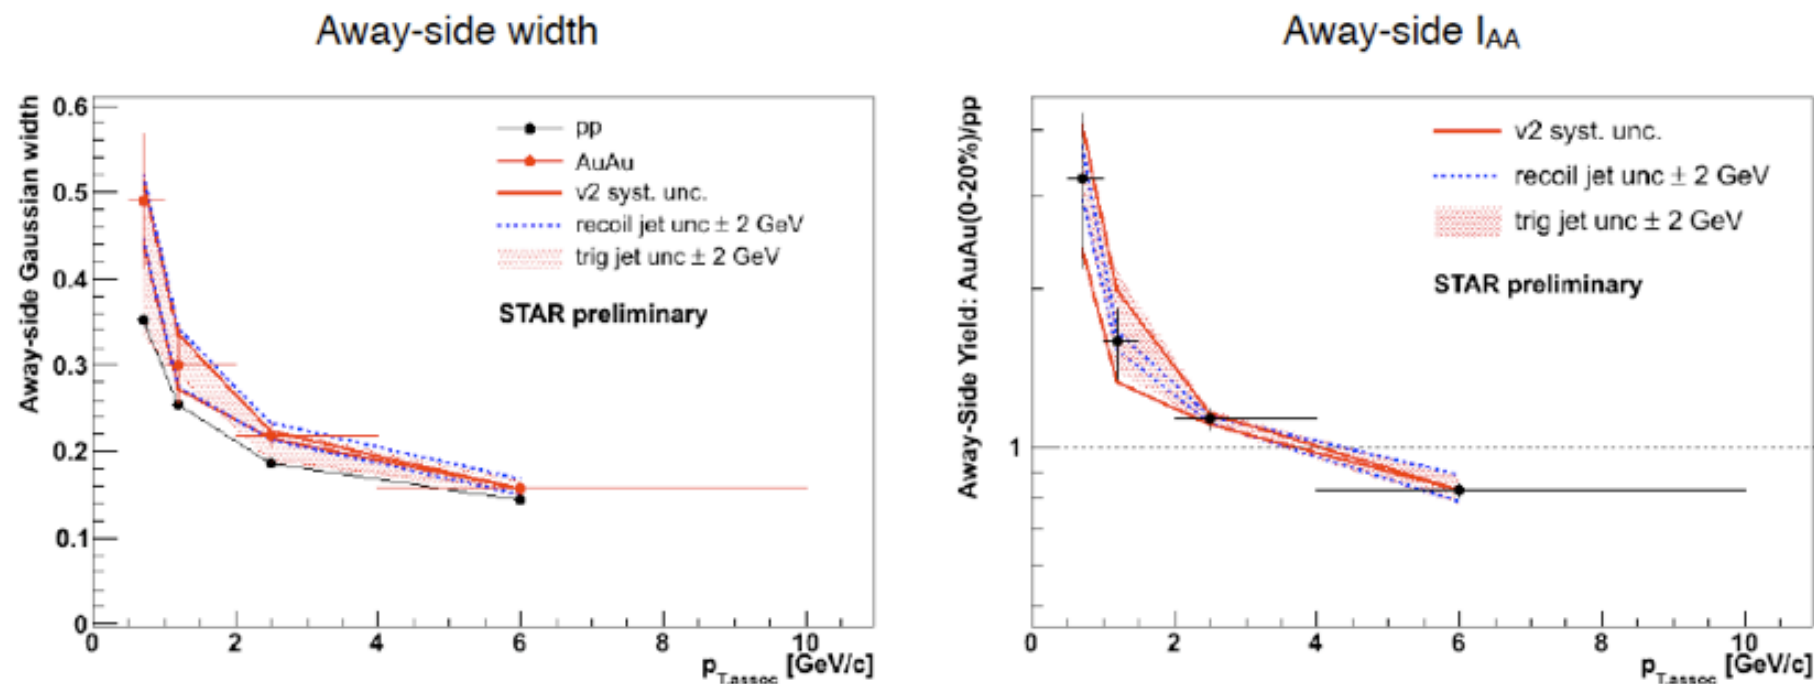 Away-side width
Away-side Gaussian width
0.6
0.5
0.4
0.3
0.2
0.1
0
pp
AuAu
v2 syst. unc.
recoil jet unc ± 2 GeV
trig jet unc ± 2 GeV
STAR preliminary
0 2 4 6 8 10
p_T,assoc [GeV/c]
Away-side I_AA
Away-Side Yield: AuAu(0-20%)/pp
1
v2 syst. unc.
recoil jet unc ± 2 GeV
trig jet unc ± 2 GeV
STAR preliminary
0 2 4 6 8 10
p_T,assoc [GeV/c]